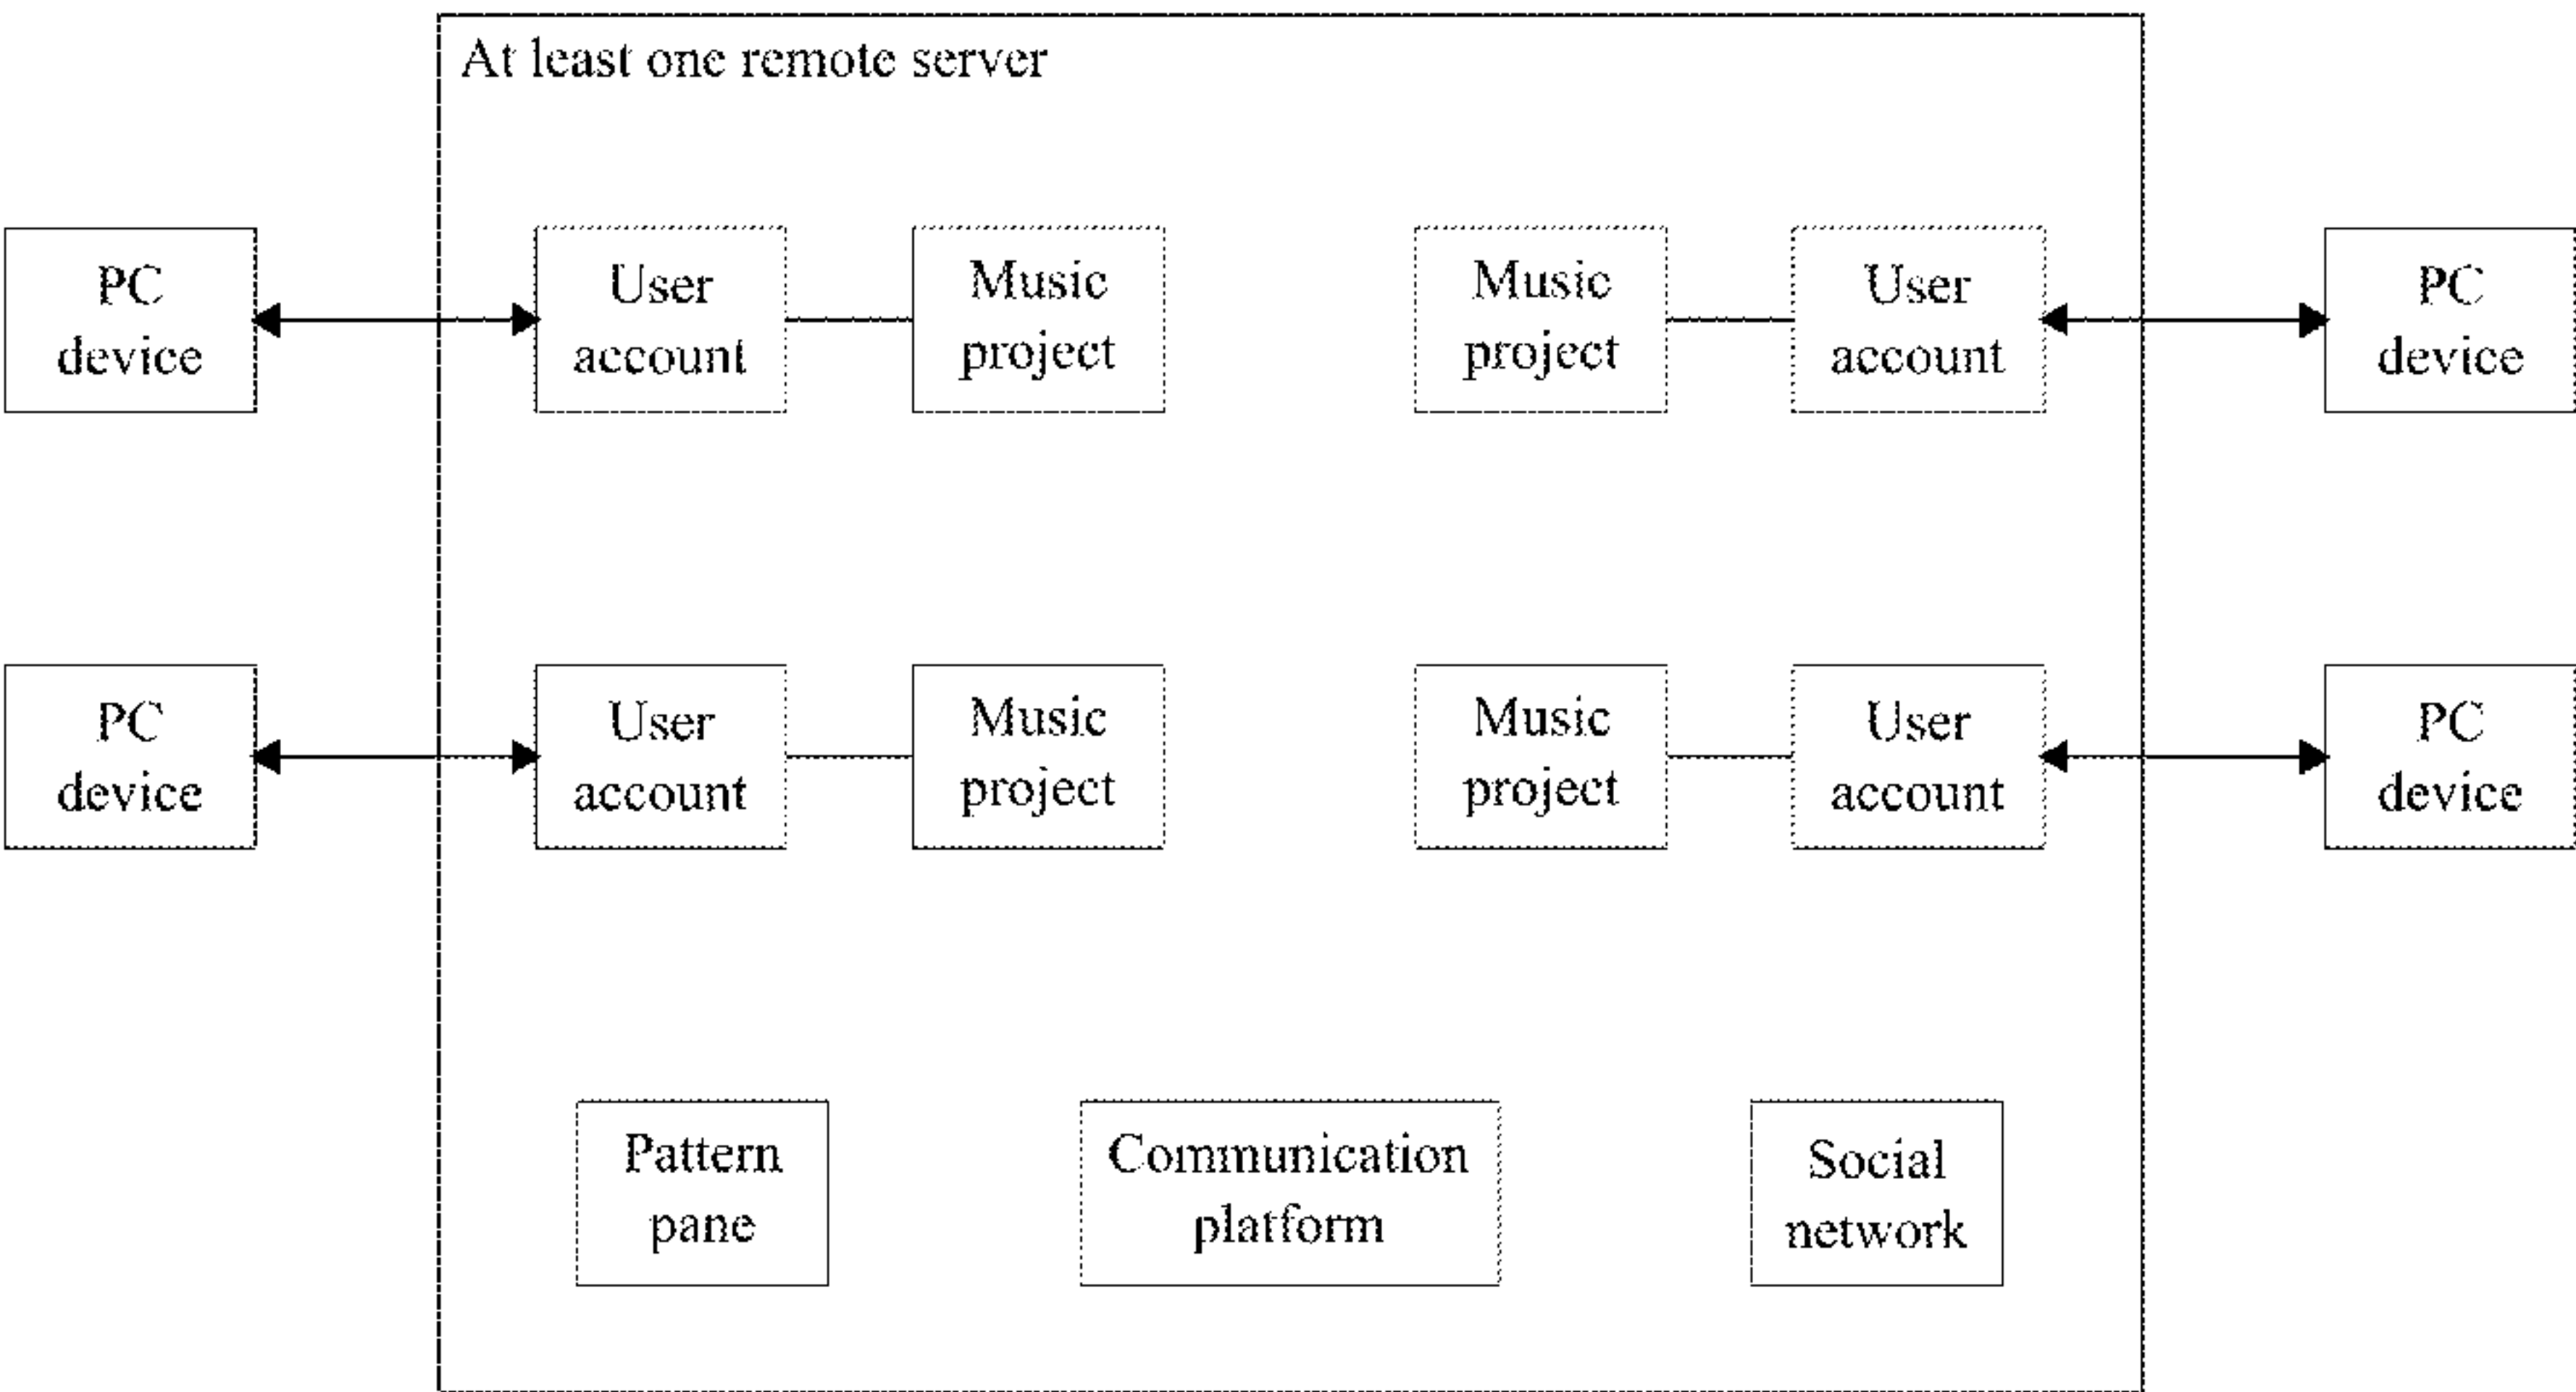 At least one remote server
PC
device
User
account
Music
project
Music
project
User
account
PC
device
PC
device
User
account
Music
project
Music
project
User
account
PC
device
Pattern
pane
Communication
platform
Social
network